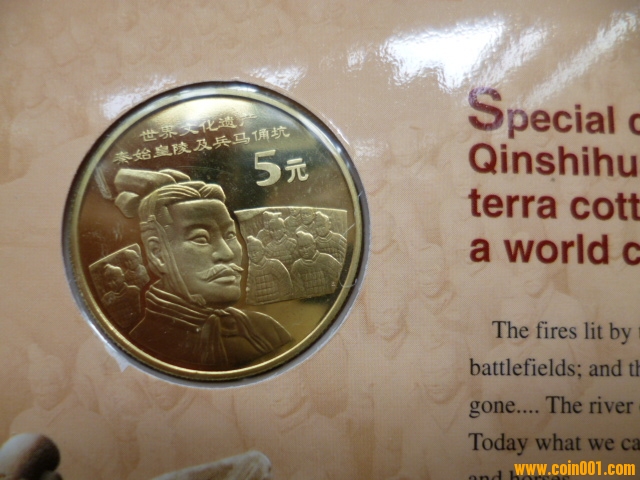 世界文化遗产
秦始皇陵及兵马俑坑
5元
Special
Qinshihu
terra cott
a world c
The fires lit by
battlefields; and th
gone.... The river
Today what we ca
and horses
www.coin001.com